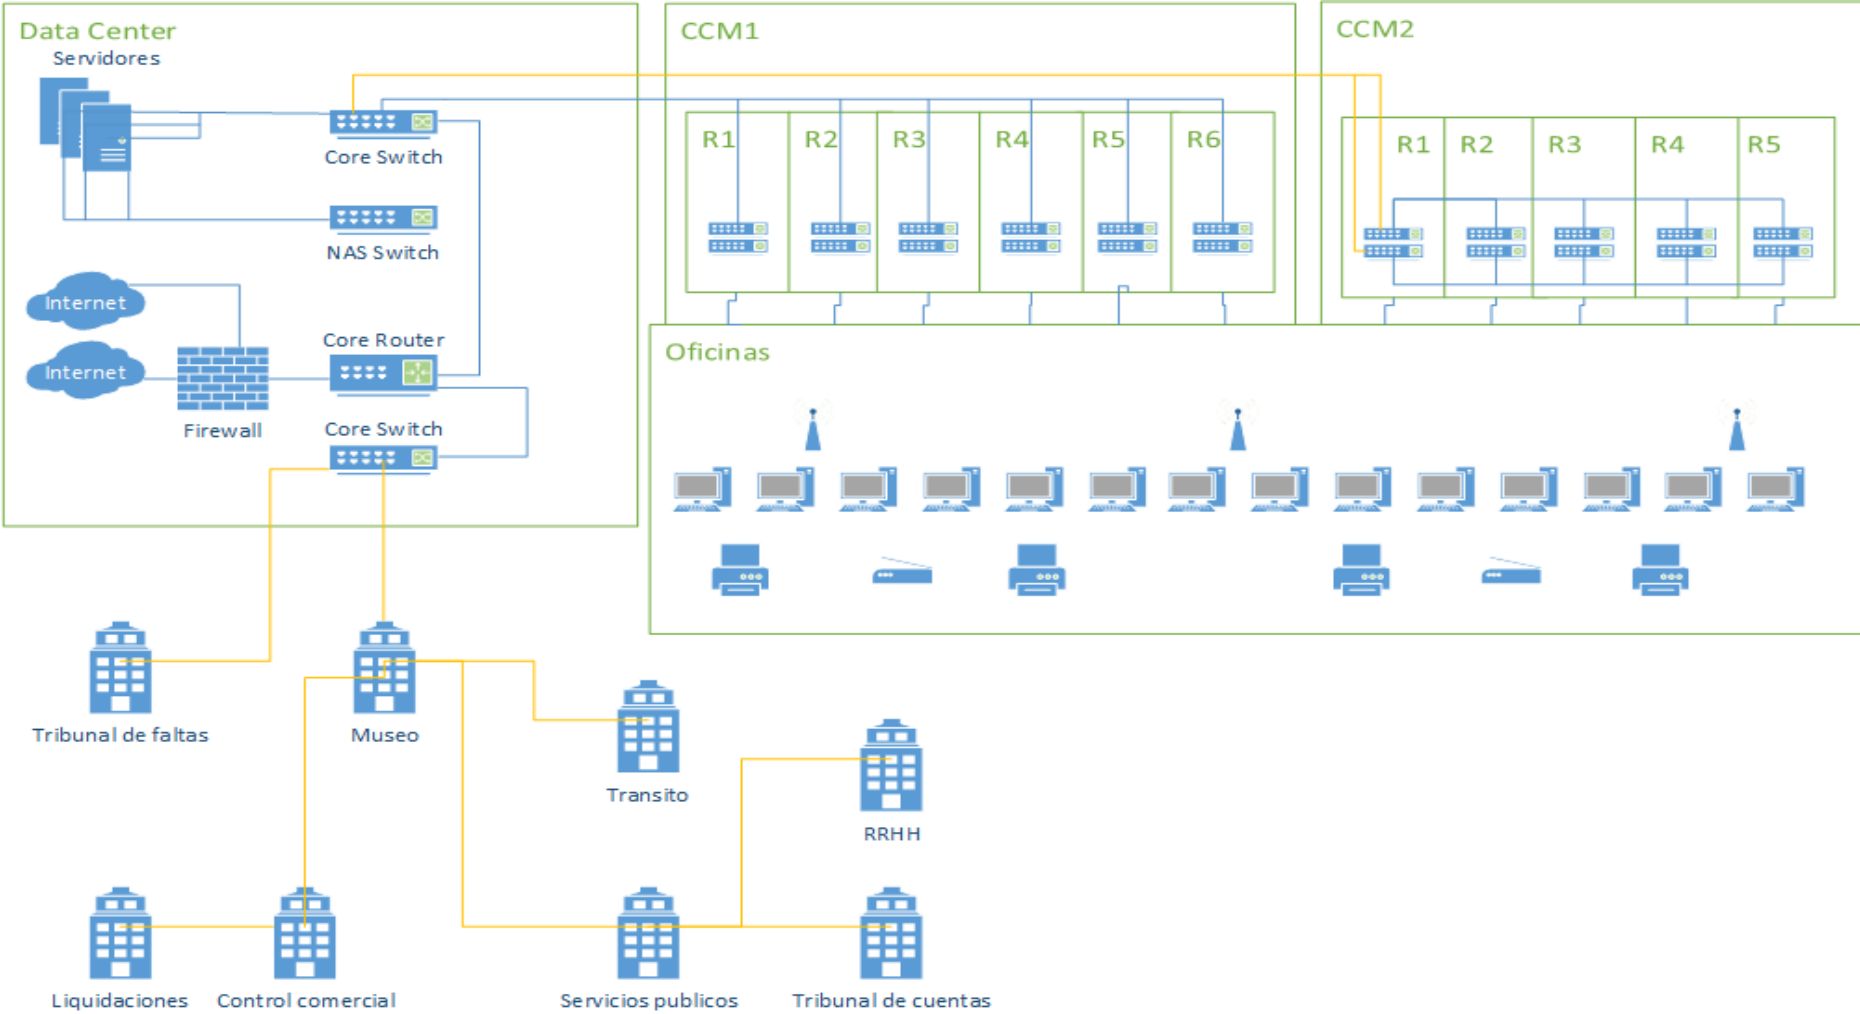 Data Center
Servidores
Core Switch
NAS Switch
Internet
Internet
Firewall
Core Router
Core Switch
CCM1
R1
R2
R3
R4
R5
R6
CCM2
R1
R2
R3
R4
R5
Oficinas
Tribunal de faltas
Museo
Transito
RRHH
Liquidaciones
Control comercial
Servicios publicos
Tribunal de cuentas